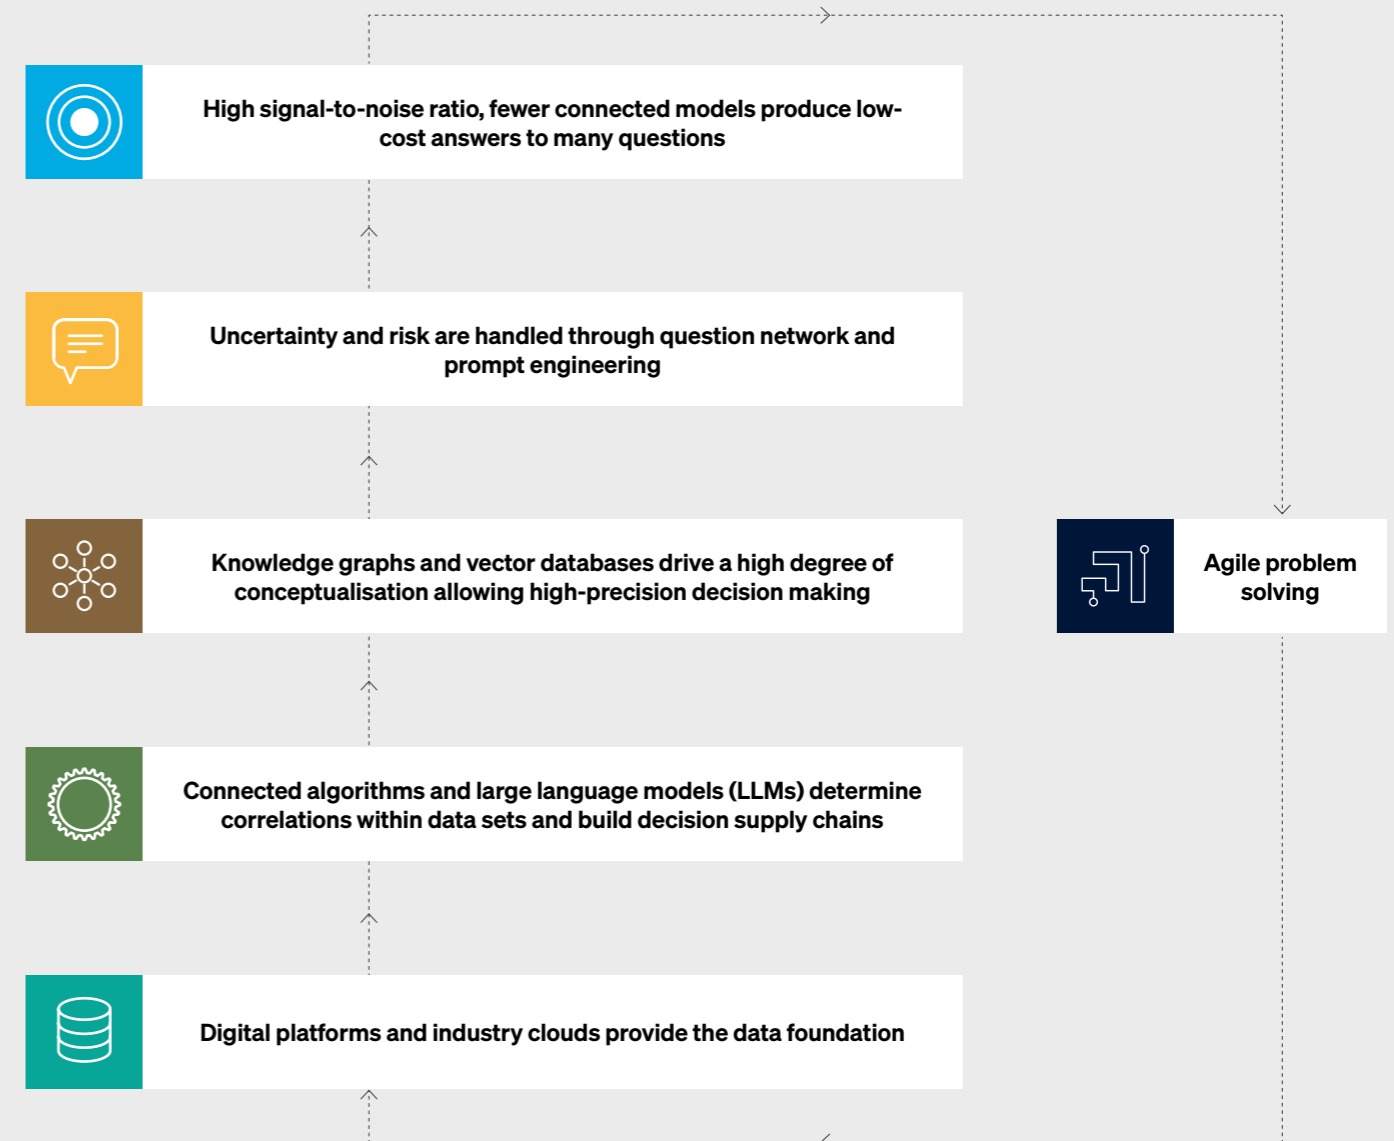 High signal-to-noise ratio, fewer connected models produce low-
cost answers to many questions
Uncertainty and risk are handled through question network and
prompt engineering
Knowledge graphs and vector databases drive a high degree of
conceptualisation allowing high-precision decision making
Agile problem
solving
Connected algorithms and large language models (LLMs) determine
correlations within data sets and build decision supply chains
Digital platforms and industry clouds provide the data foundation